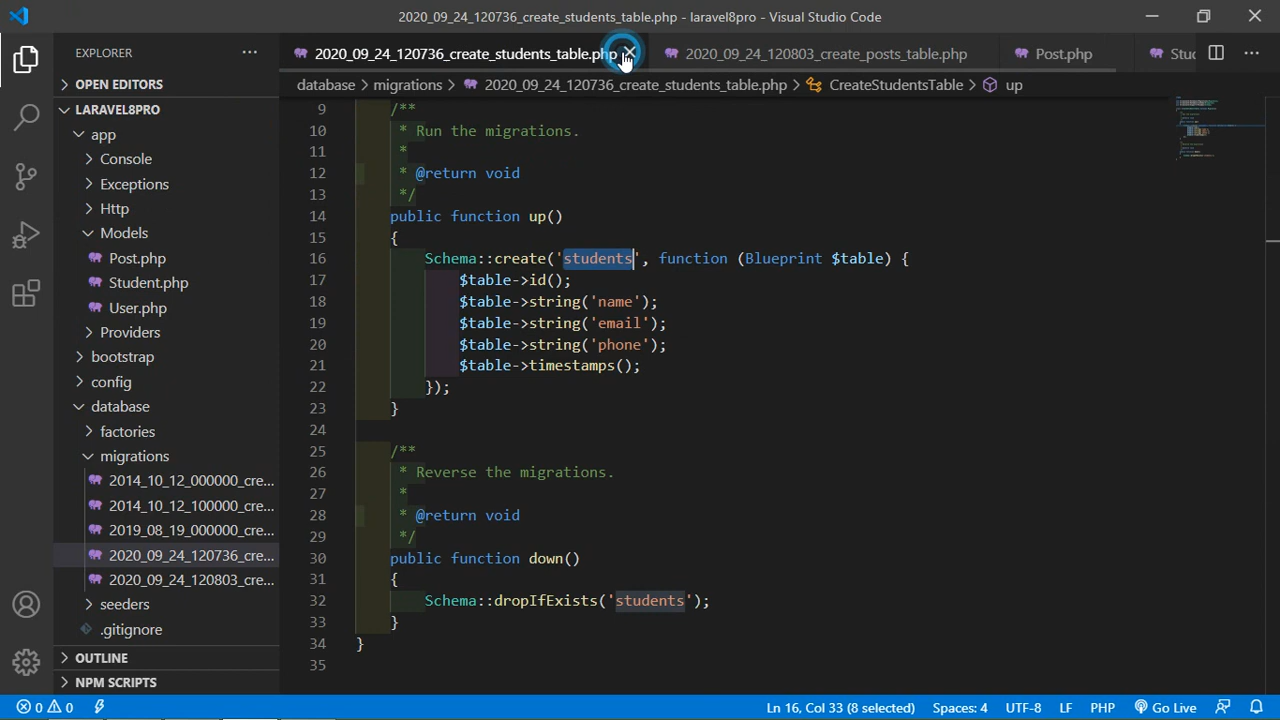 2020_09_24_120736_create_students_table.php - laravel8pro - Visual Studio Code
EXPLORER
OPEN EDITORS
LARAVEL8PRO
app
Console
Exceptions
Http
Models
Post.php
Student.php
User.php
Providers
bootstrap
config
database
factories
migrations
2014_10_12_000000_cre...
2014_10_12_100000_cre...
2019_08_19_000000_cre...
2020_09_24_120736_cre...
2020_09_24_120803_cre...
seeders
.gitignore
OUTLINE
NPM SCRIPTS
2020_09_24_120736_create_students_table.php
2020_09_24_120803_create_posts_table.php
Post.php
Stu
database > migrations > 2020_09_24_120736_create_students_table.php > CreateStudentsTable > up
9 /**
10 * Run the migrations.
11 *
12 * @return void
13 */
14 public function up()
15 {
16 Schema::create('students', function (Blueprint $table) {
17 $table->id();
18 $table->string('name');
19 $table->string('email');
20 $table->string('phone');
21 $table->timestamps();
22 });
23 }
24
25 /**
26 * Reverse the migrations.
27 *
28 * @return void
29 */
30 public function down()
31 {
32 Schema::dropIfExists('students');
33 }
34 }
35
0 0 Ln 16, Col 33 (8 selected) Spaces: 4 UTF-8 LF PHP Go Live